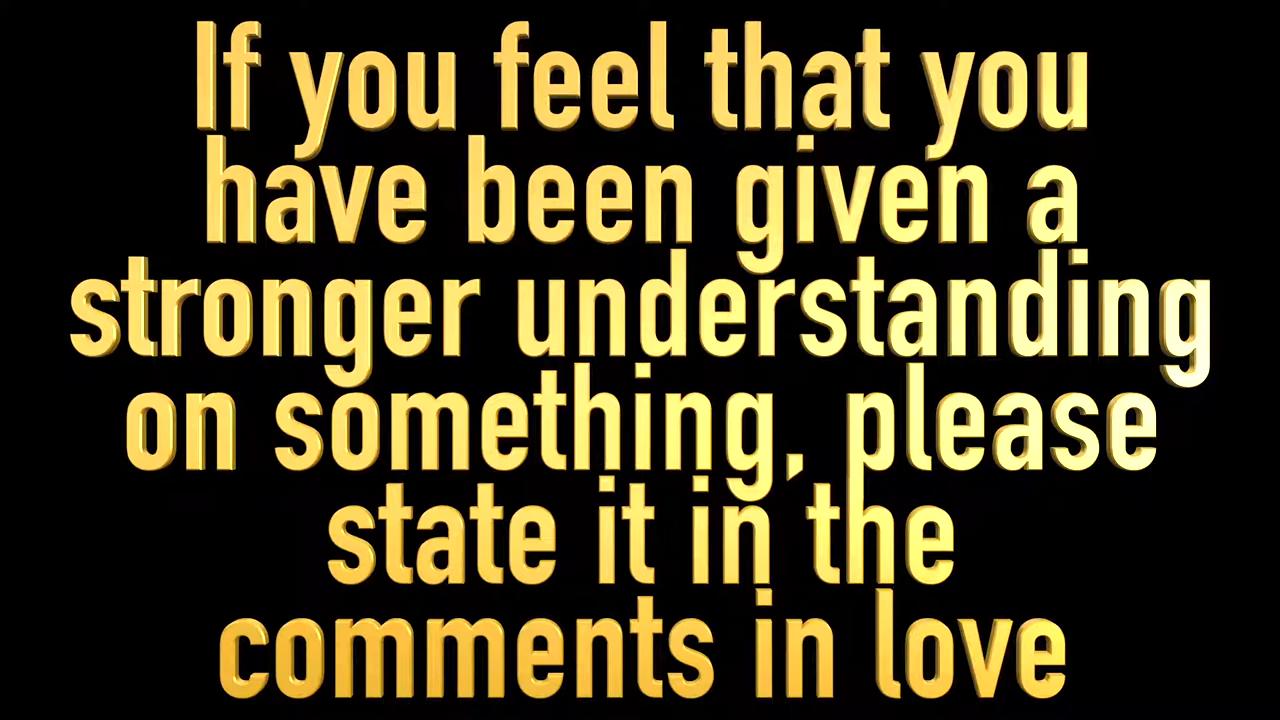 If you feel that you
have been given a
stronger understanding
on something, please
state it in the
comments in love